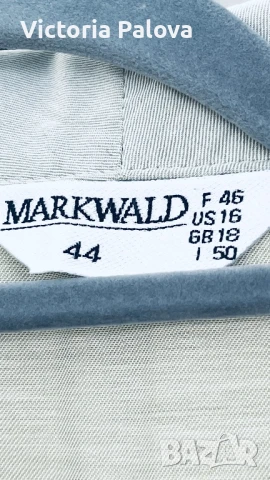 Victoria Palova
MARKWALD
44
F 46
US 16
GB 18
I 50
BAZAR